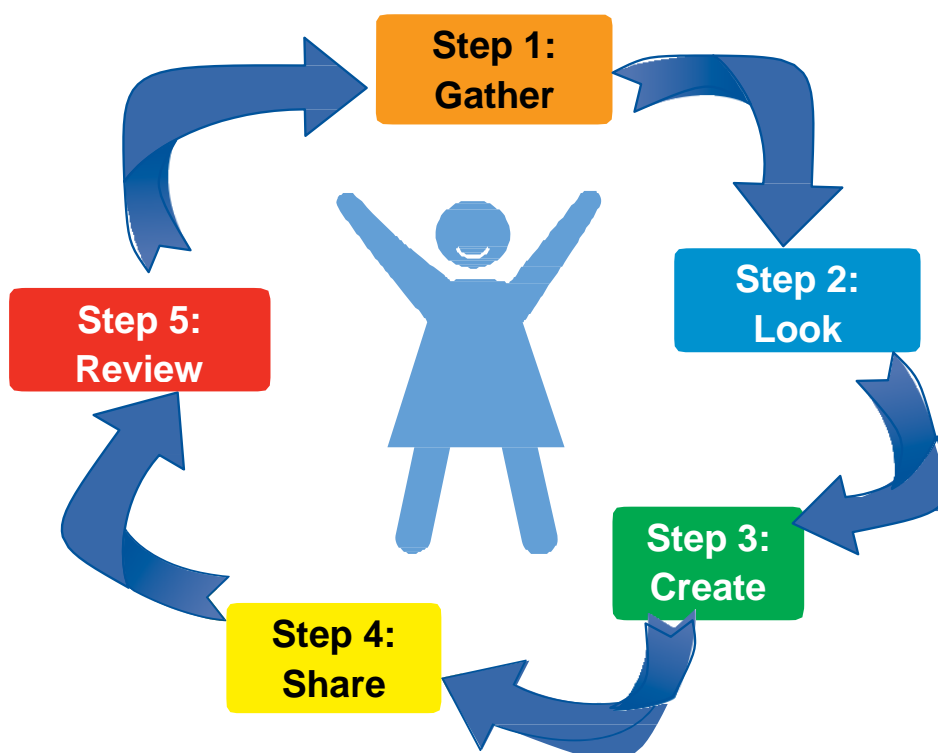 Step 1:
Gather
Step 2:
Look
Step 3:
Create
Step 4:
Share
Step 5:
Review